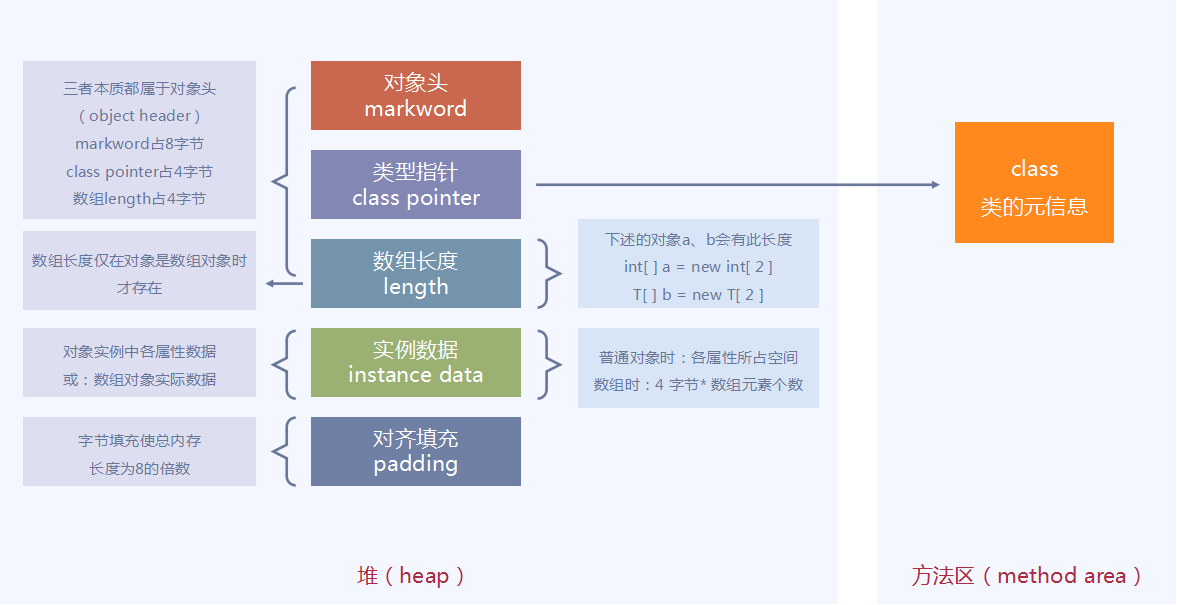 三者本质都属于对象头
（object header）
markword占8字节
class pointer占4字节
数组length占4字节
对象头
markword
类型指针
class pointer
class
类的元信息
数组长度仅在对象是数组对象时
才存在
数组长度
length
下述的对象a、b会有此长度
int[ ] a = new int[ 2 ]
T[ ] b = new T[ 2 ]
对象实例中各属性数据
或：数组对象实际数据
实例数据
instance data
普通对象时：各属性所占空间
数组时：4 字节* 数组元素个数
字节填充使总内存
长度为8的倍数
对齐填充
padding
堆（heap）
方法区（method area）